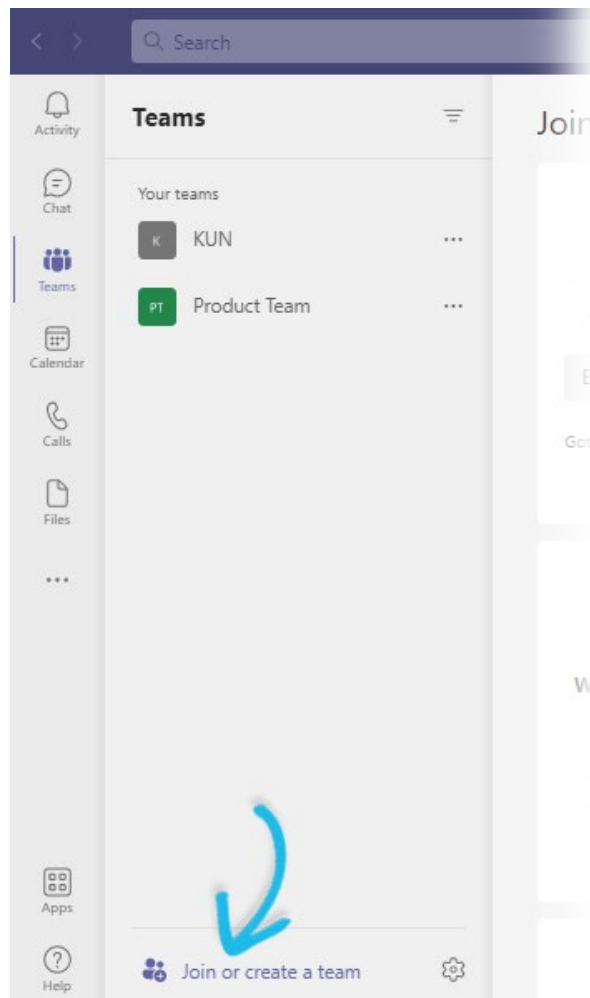 Search
Activity
Chat
Teams
Calendar
Calls
Files
Apps
Help
Teams
Your teams
K KUN
PT Product Team
Join or create a team
Got